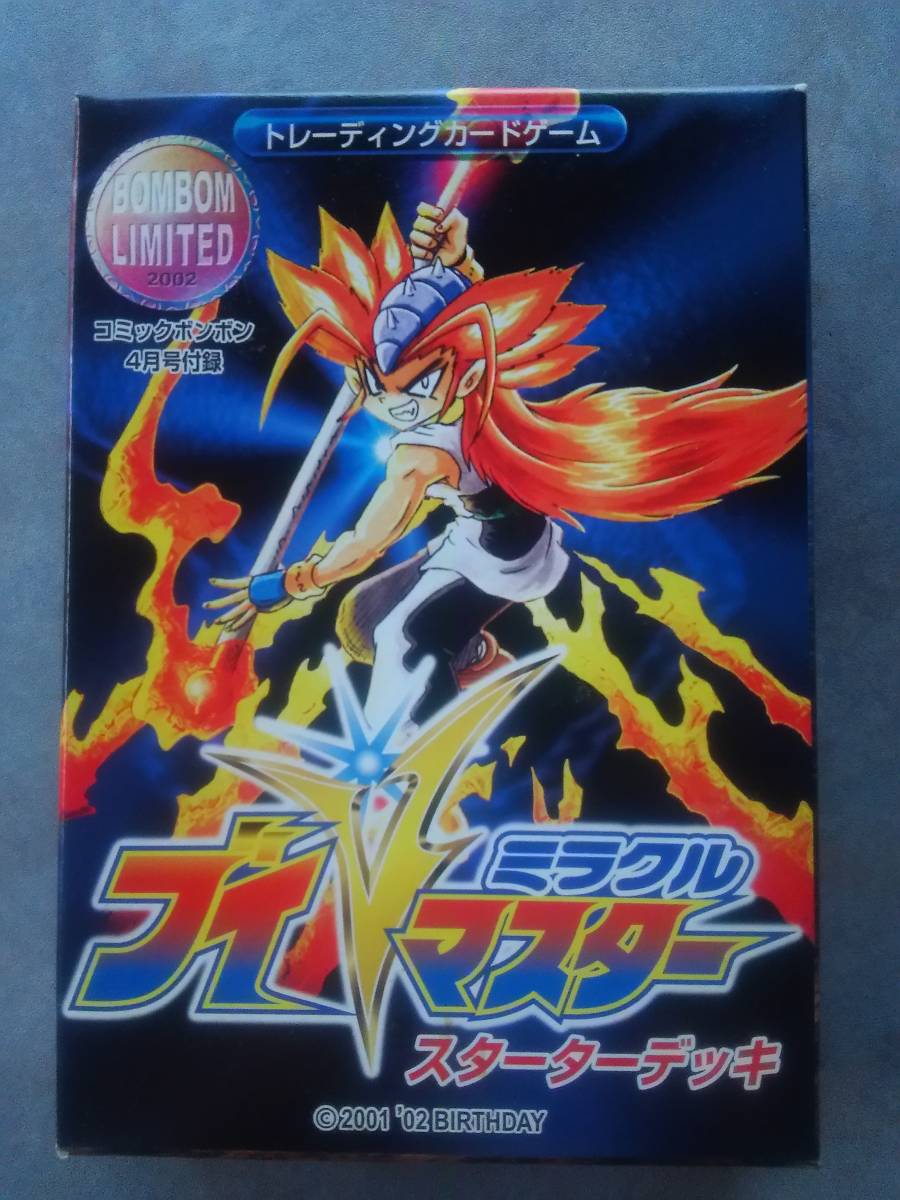 トレーディングカードゲーム
BOMBOM
LIMITED
2002
コミックボンボン
4月号付録
ミラクル
ブイVマスター
スターターデッキ
©2001 '02 BIRTHDAY